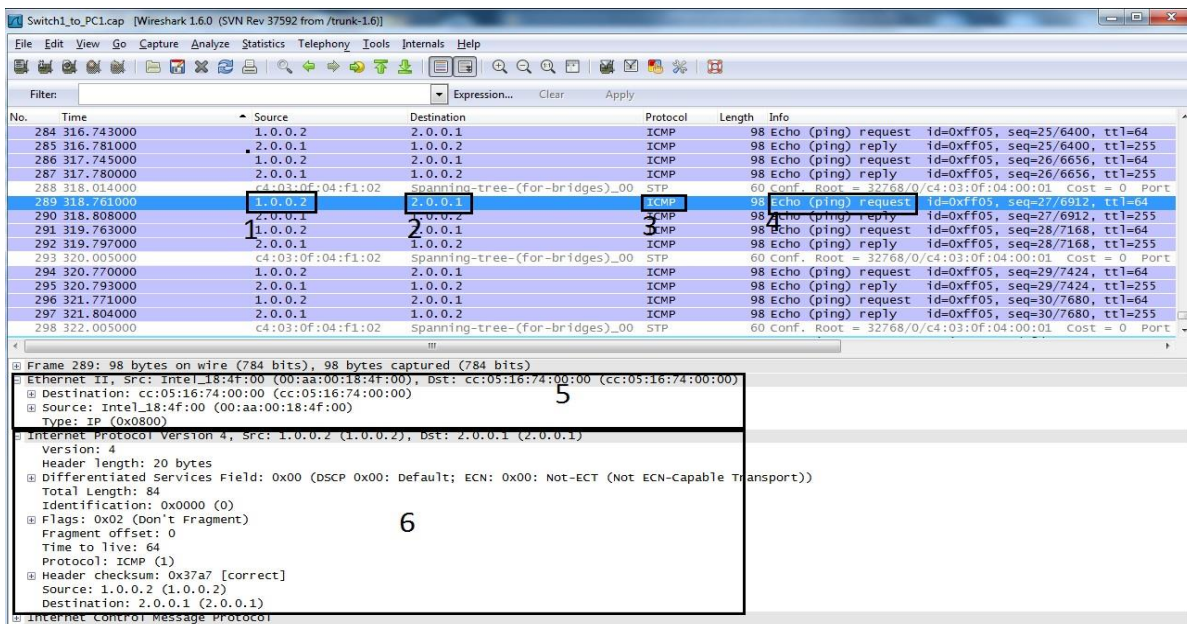 Switch1_to_PC1.cap [Wireshark 1.6.0 (SVN Rev 37592 from /trunk-1.6)]
File Edit View Go Capture Analyze Statistics Telephony Tools Internals Help
Filter: Expression... Clear Apply
No. Time Source Destination Protocol Length Info
284 316.743000 1.0.0.2 2.0.0.1 ICMP 98 Echo (ping) request id=0xff05, seq=25/6400, ttl=64
285 316.781000 2.0.0.1 1.0.0.2 ICMP 98 Echo (ping) reply id=0xff05, seq=25/6400, ttl=255
286 317.745000 1.0.0.2 2.0.0.1 ICMP 98 Echo (ping) request id=0xff05, seq=26/6656, ttl=64
287 317.780000 2.0.0.1 1.0.0.2 ICMP 98 Echo (ping) reply id=0xff05, seq=26/6656, ttl=255
288 318.014000 c4:03:0f:04:f1:02 Spanning-tree-(for-bridges)_00 STP 60 Conf. Root = 32768/0/c4:03:0f:04:00:01 Cost = 0 Port
289 318.761000 1.0.0.2 2.0.0.1 ICMP 98 Echo (ping) request id=0xff05, seq=27/6912, ttl=64
290 318.808000 2.0.0.1 1.0.0.2 ICMP 98 Echo (ping) reply id=0xff05, seq=27/6912, ttl=255
1 2 3 4
291 319.763000 1.0.0.2 2.0.0.1 ICMP 98 Echo (ping) request id=0xff05, seq=28/7168, ttl=64
292 319.797000 2.0.0.1 1.0.0.2 ICMP 98 Echo (ping) reply id=0xff05, seq=28/7168, ttl=255
293 320.005000 c4:03:0f:04:f1:02 Spanning-tree-(for-bridges)_00 STP 60 Conf. Root = 32768/0/c4:03:0f:04:00:01 Cost = 0 Port
294 320.770000 1.0.0.2 2.0.0.1 ICMP 98 Echo (ping) request id=0xff05, seq=29/7424, ttl=64
295 320.793000 2.0.0.1 1.0.0.2 ICMP 98 Echo (ping) reply id=0xff05, seq=29/7424, ttl=255
296 321.771000 1.0.0.2 2.0.0.1 ICMP 98 Echo (ping) request id=0xff05, seq=30/7680, ttl=64
297 321.804000 2.0.0.1 1.0.0.2 ICMP 98 Echo (ping) reply id=0xff05, seq=30/7680, ttl=255
298 322.005000 c4:03:0f:04:f1:02 Spanning-tree-(for-bridges)_00 STP 60 Conf. Root = 32768/0/c4:03:0f:04:00:01 Cost = 0 Port
Frame 289: 98 bytes on wire (784 bits), 98 bytes captured (784 bits)
Ethernet II, Src: Intel_18:4f:00 (00:aa:00:18:4f:00), Dst: cc:05:16:74:00:00 (cc:05:16:74:00:00)
Destination: cc:05:16:74:00:00 (cc:05:16:74:00:00)
5
Source: Intel_18:4f:00 (00:aa:00:18:4f:00)
Type: IP (0x0800)
Internet Protocol Version 4, Src: 1.0.0.2 (1.0.0.2), Dst: 2.0.0.1 (2.0.0.1)
Version: 4
Header length: 20 bytes
Differentiated Services Field: 0x00 (DSCP 0x00: Default; ECN: 0x00: Not-ECT (Not ECN-Capable Transport))
Total Length: 84
Identification: 0x0000 (0)
Flags: 0x02 (Don't Fragment)
6
Fragment offset: 0
Time to live: 64
Protocol: ICMP (1)
Header checksum: 0x37a7 [correct]
Source: 1.0.0.2 (1.0.0.2)
Destination: 2.0.0.1 (2.0.0.1)
Internet Control Message Protocol